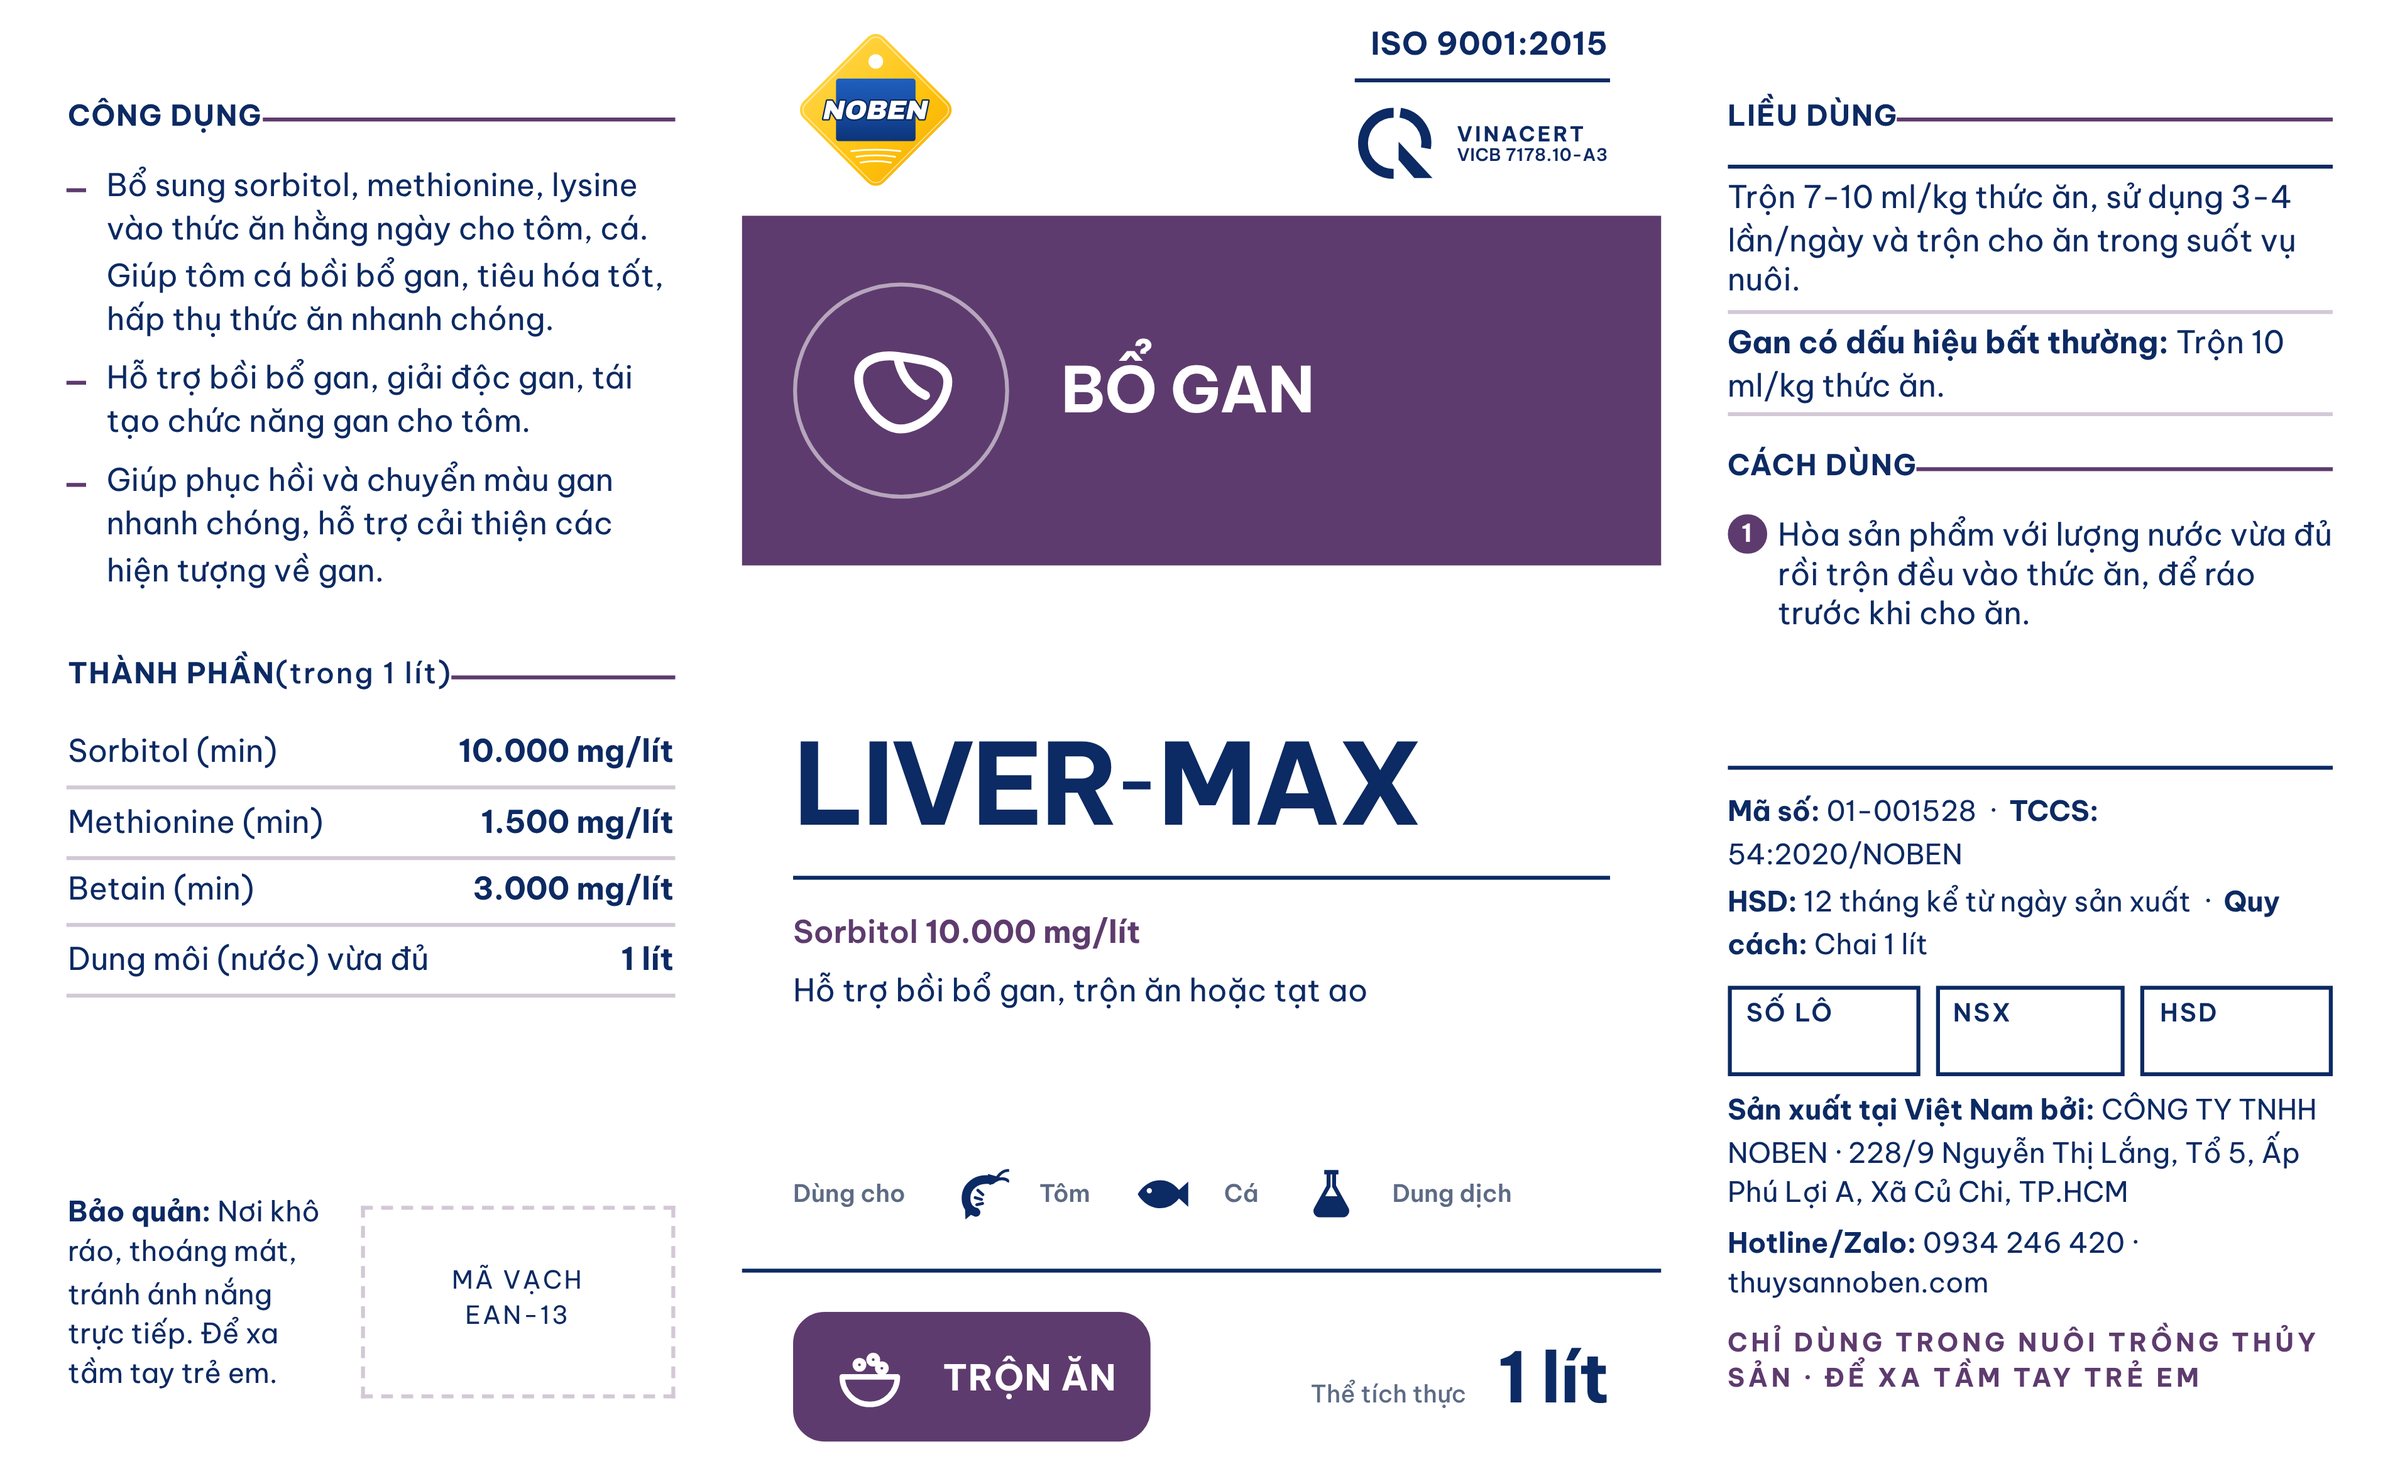 CÔNG DỤNG
Bổ sung sorbitol, methionine, lysine
vào thức ăn hằng ngày cho tôm, cá.
Giúp tôm cá bồi bổ gan, tiêu hóa tốt,
hấp thụ thức ăn nhanh chóng.
Hỗ trợ bồi bổ gan, giải độc gan, tái
tạo chức năng gan cho tôm.
Giúp phục hồi và chuyển màu gan
nhanh chóng, hỗ trợ cải thiện các
hiện tượng về gan.
THÀNH PHẦN(trong 1 lít)
Sorbitol (min) 10.000 mg/lít
Methionine (min) 1.500 mg/lít
Betain (min) 3.000 mg/lít
Dung môi (nước) vừa đủ 1 lít
Bảo quản: Nơi khô
ráo, thoáng mát,
tránh ánh nắng
trực tiếp. Để xa
tầm tay trẻ em.
MÃ VẠCH
EAN-13
NOBEN
ISO 9001:2015
VINACERT
VICB 7178.10-A3
BỔ GAN
LIVER-MAX
Sorbitol 10.000 mg/lít
Hỗ trợ bồi bổ gan, trộn ăn hoặc tạt ao
Dùng cho Tôm Cá Dung dịch
TRỘN ĂN
Thể tích thực 1 lít
LIỀU DÙNG
Trộn 7-10 ml/kg thức ăn, sử dụng 3-4
lần/ngày và trộn cho ăn trong suốt vụ
nuôi.
Gan có dấu hiệu bất thường: Trộn 10
ml/kg thức ăn.
CÁCH DÙNG
1 Hòa sản phẩm với lượng nước vừa đủ
rồi trộn đều vào thức ăn, để ráo
trước khi cho ăn.
Mã số: 01-001528 · TCCS:
54:2020/NOBEN
HSD: 12 tháng kể từ ngày sản xuất · Quy
cách: Chai 1 lít
SỐ LÔ NSX HSD
Sản xuất tại Việt Nam bởi: CÔNG TY TNHH
NOBEN · 228/9 Nguyễn Thị Lắng, Tổ 5, Ấp
Phú Lợi A, Xã Củ Chi, TP.HCM
Hotline/Zalo: 0934 246 420 ·
thuysannoben.com
CHỈ DÙNG TRONG NUÔI TRỒNG THỦY
SẢN · ĐỂ XA TẦM TAY TRẺ EM